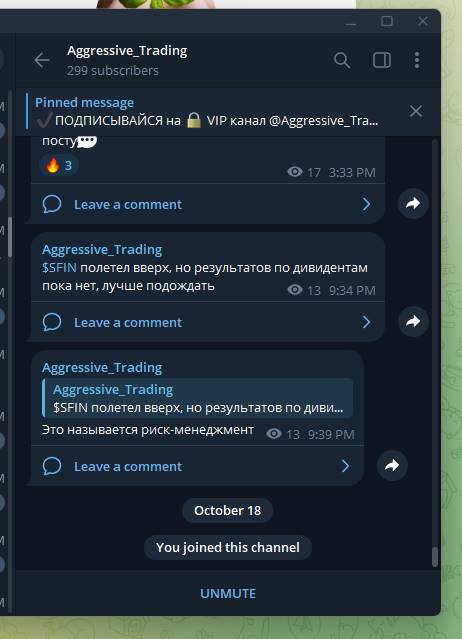 Aggressive_Trading
299 subscribers
Pinned message
ПОДПИСЫВАЙСЯ на 🔒 VIP канал @Aggressive_Tra...
посту💬
🔥 3
17 3:33 PM
Leave a comment
Aggressive_Trading
$SFIN полетел вверх, но результатов по дивидентам
пока нет, лучше подождать
13 9:34 PM
Leave a comment
Aggressive_Trading
Aggressive_Trading
$SFIN полетел вверх, но результатов по диви...
Это называется риск-менеджмент
13 9:39 PM
Leave a comment
October 18
You joined this channel
UNMUTE